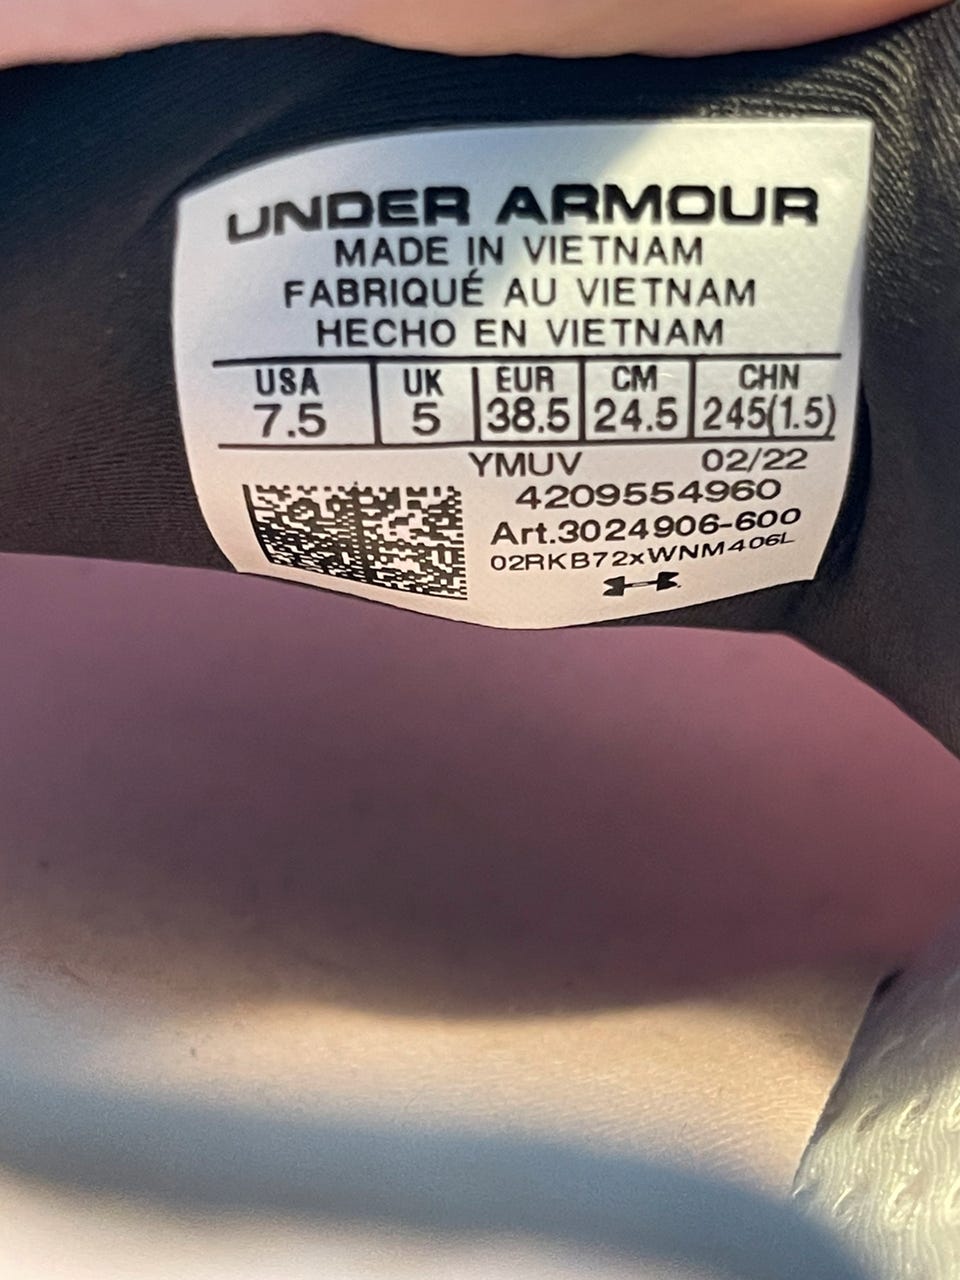 UNDER ARMOUR
MADE IN VIETNAM
FABRIQUÉ AU VIETNAM
HECHO EN VIETNAM
USA UK EUR CM CHN
7.5 5 38.5 24.5 245(1.5)
YMUV 02/22
4209554960
Art.3024906-600
02RKB72xWNM406L